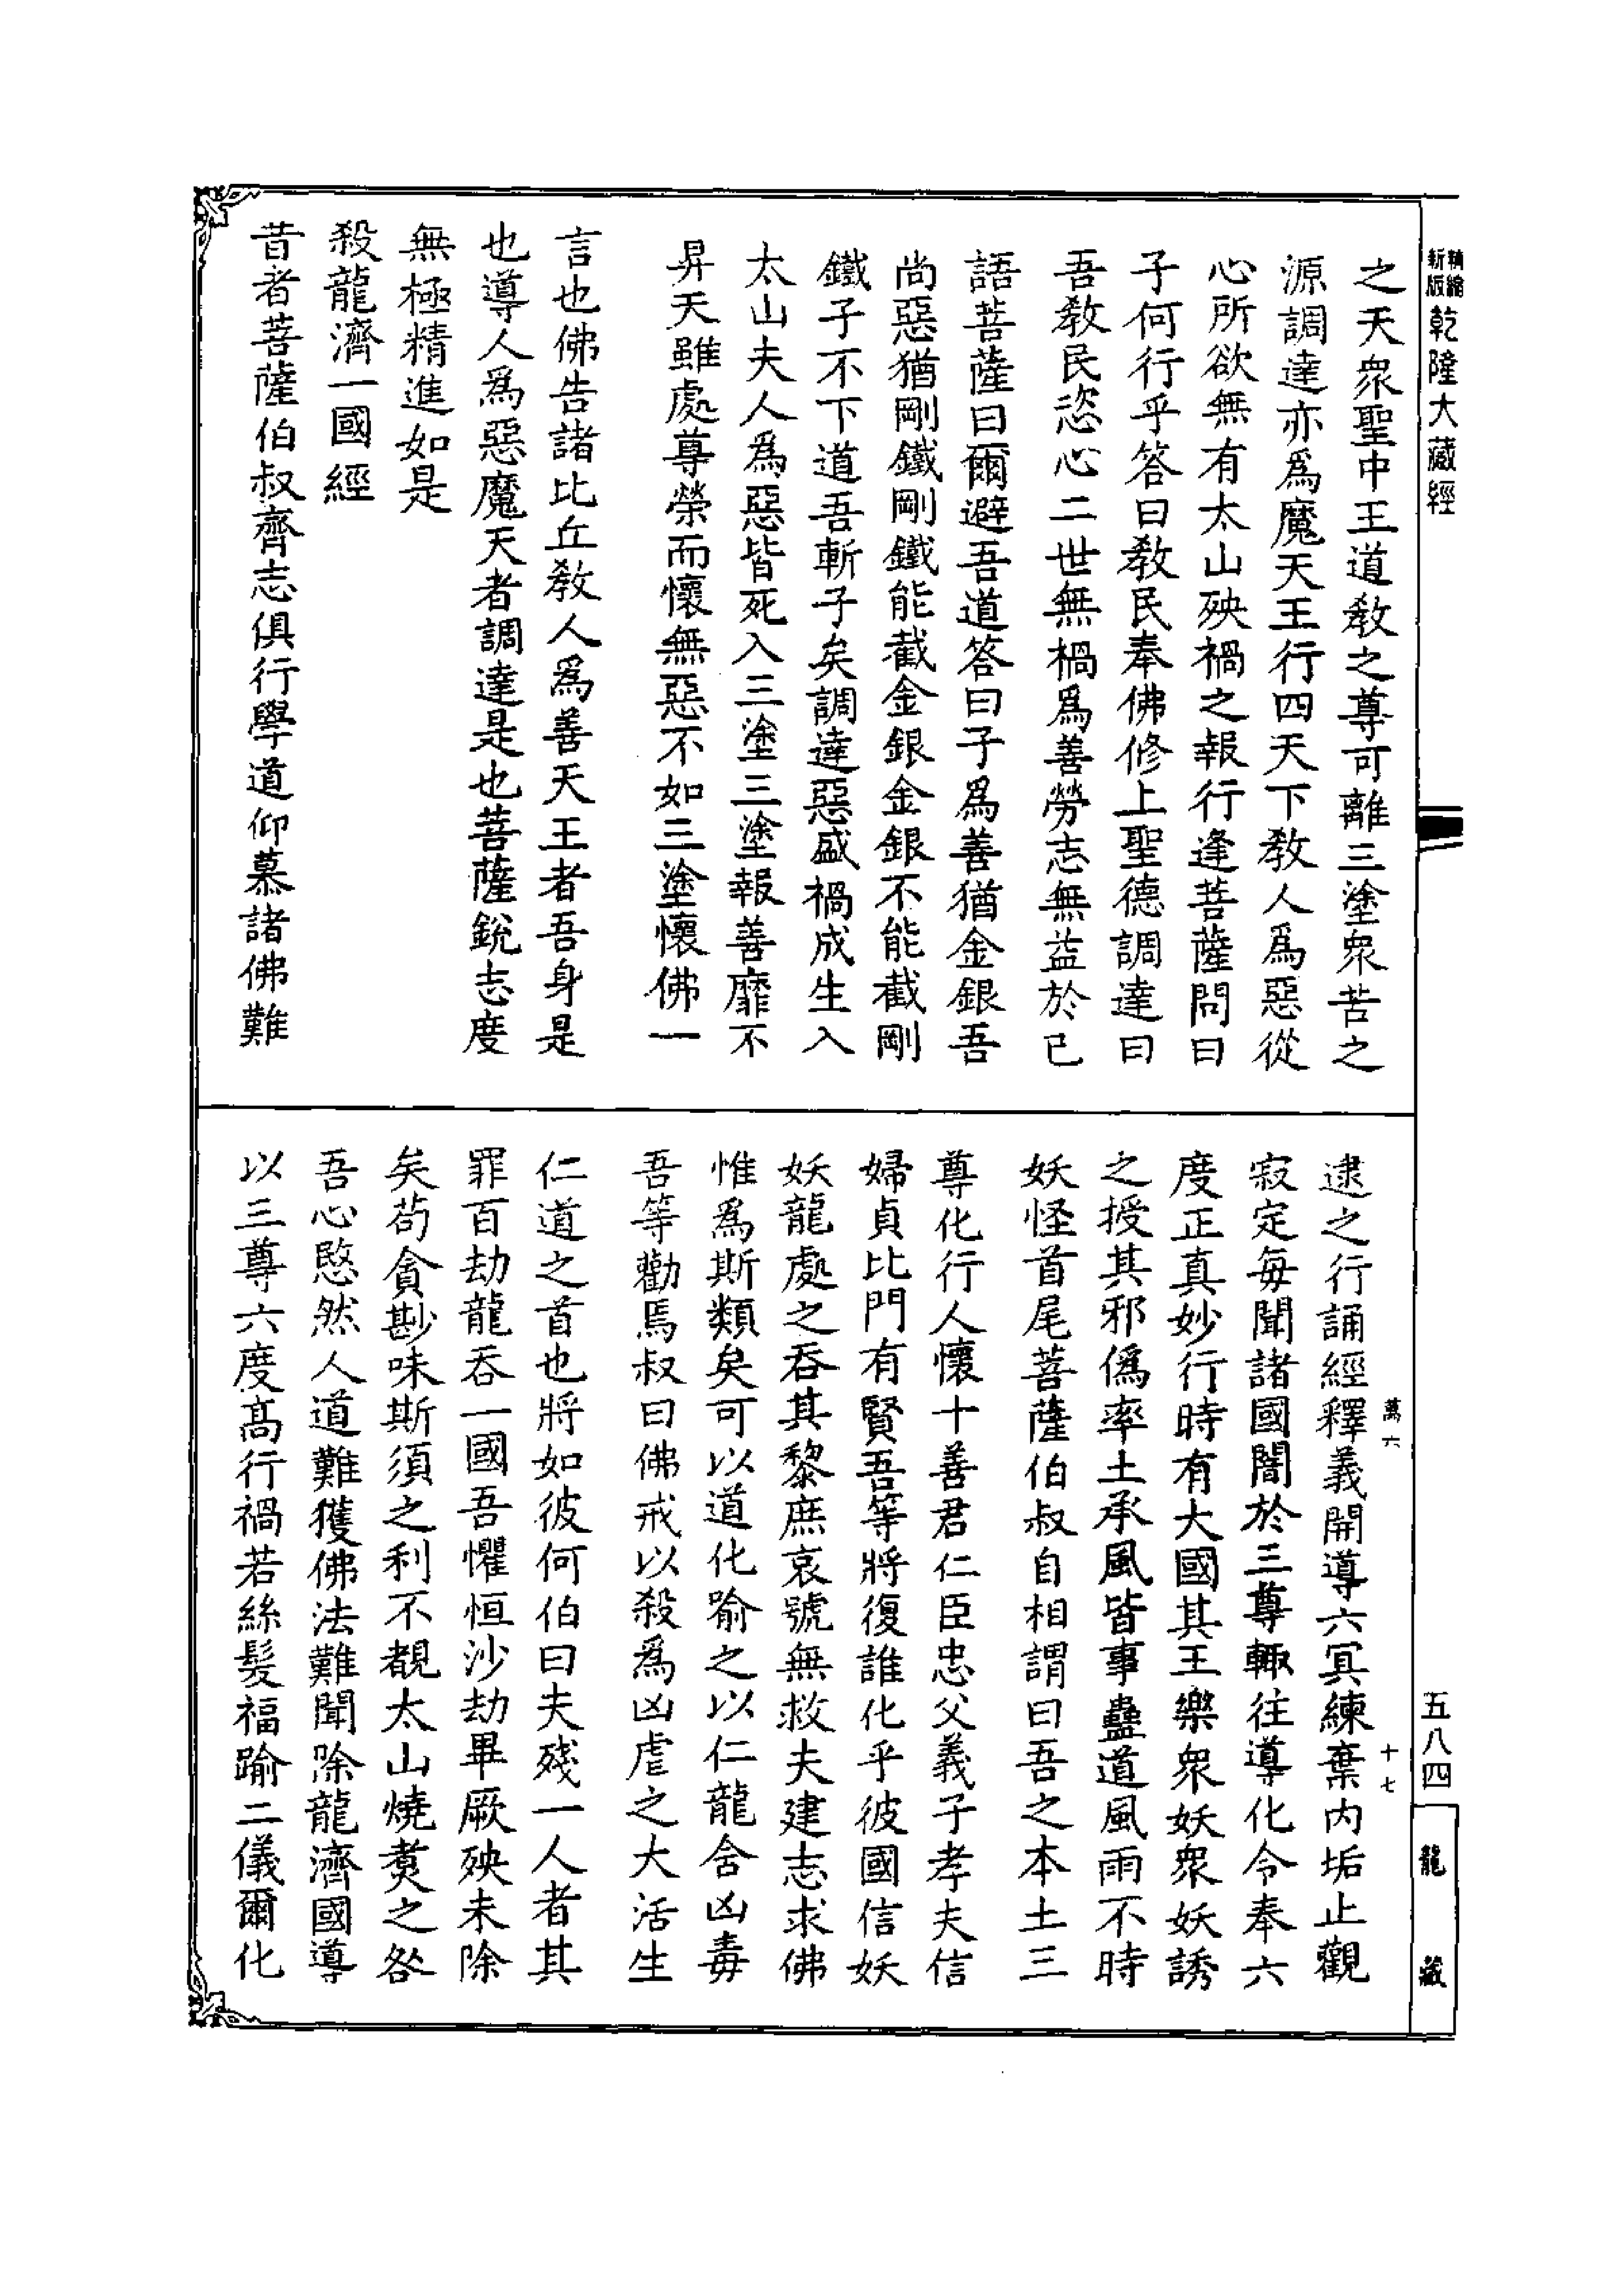 精縮
新版
乾隆大藏經
之天眾聖中王道教之尊可離三塗眾苦之
源調達亦爲魔天王行四天下教人爲惡從
心所欲無有太山殃禍之報行逢菩薩問曰
子何行乎答曰教民奉佛修上聖德調達曰
吾教民恣心二世無禍爲善勞志無益於已
語菩薩曰爾避吾道答曰子爲善猶金銀吾
尚惡猶剛鐵剛鐵能截金銀金銀不能截剛
鐵子不下道吾斬子矣調達惡盛禍成生入
太山夫人爲惡皆死入三塗三塗報善靡不
昇天雖處尊榮而懷無惡不如三塗懷佛一
言也佛告諸比丘教人爲善天王者吾身是
也導人爲惡魔天者調達是也菩薩銳志度
無極精進如是
殺龍濟一國經
昔者菩薩伯叔齊志俱行學道仰慕諸佛難
逮之行誦經釋義開導六冥練棄內垢止觀
寂定每聞諸國闇於三尊輒往導化令奉六
度正真妙行時有大國其王樂眾妖眾妖誘
之授其邪僞率土承風皆事蠱道風雨不時
妖怪首尾菩薩伯叔自相謂曰吾之本土三
尊化行人懷十善君仁臣忠父義子孝夫信
婦貞比門有賢吾等將復誰化乎彼國信妖
妖龍處之吞其黎庶哀號無救夫建志求佛
惟爲斯類矣可以道化喻之以仁龍含凶毒
吾等勸焉叔曰佛戒以殺爲凶虐之大活生
仁道之首也將如彼何伯曰夫殘一人者其
罪百劫龍吞一國吾懼恒沙劫畢厥殃未除
矣苟貪尠味斯須之利不覩太山燒煑之咎
吾心愍然人道難獲佛法難聞除龍濟國導
以三尊六度高行禍若絲髮福踰二儀爾化
萬六
十七
五八四
龍藏